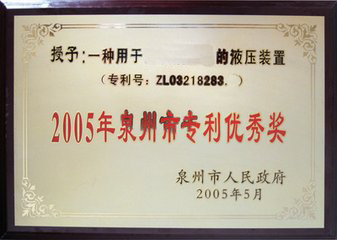 授予:一种用于 的液压装置
(专利号:ZL03218283.)
2005年泉州市专利优秀奖
泉州市人民政府
2005年5月